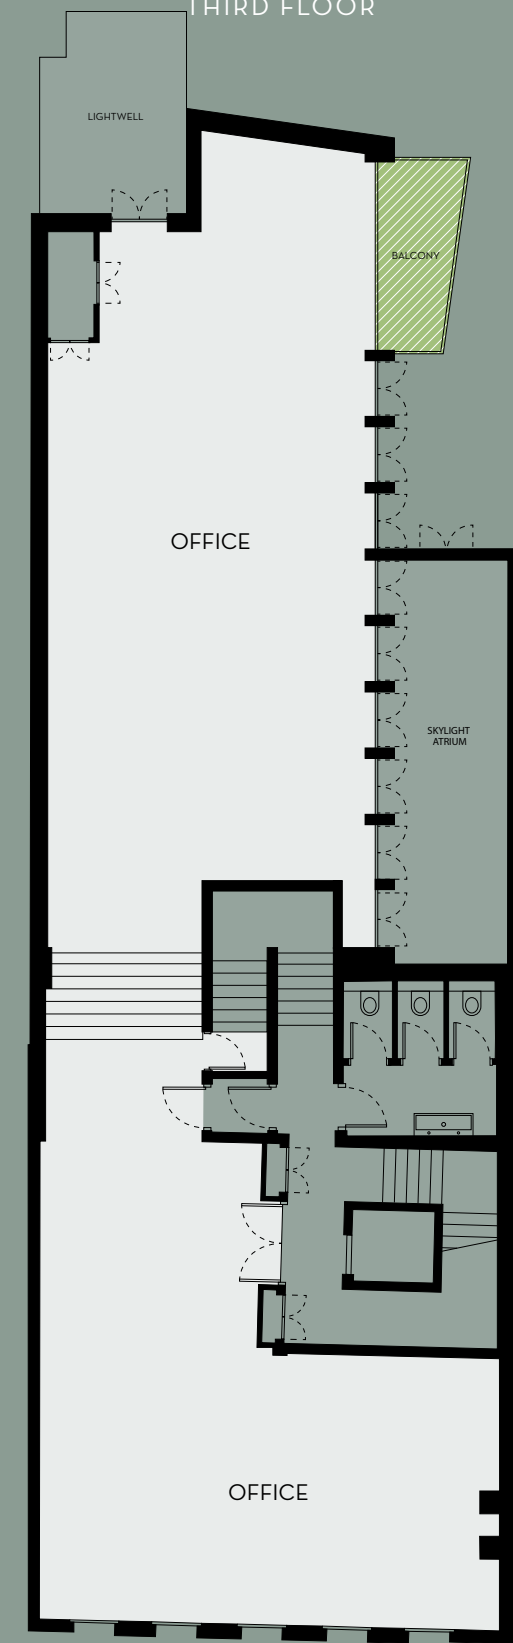 THIRD FLOOR
LIGHTWELL
BALCONY
OFFICE
SKYLIGHT
ATRIUM
OFFICE